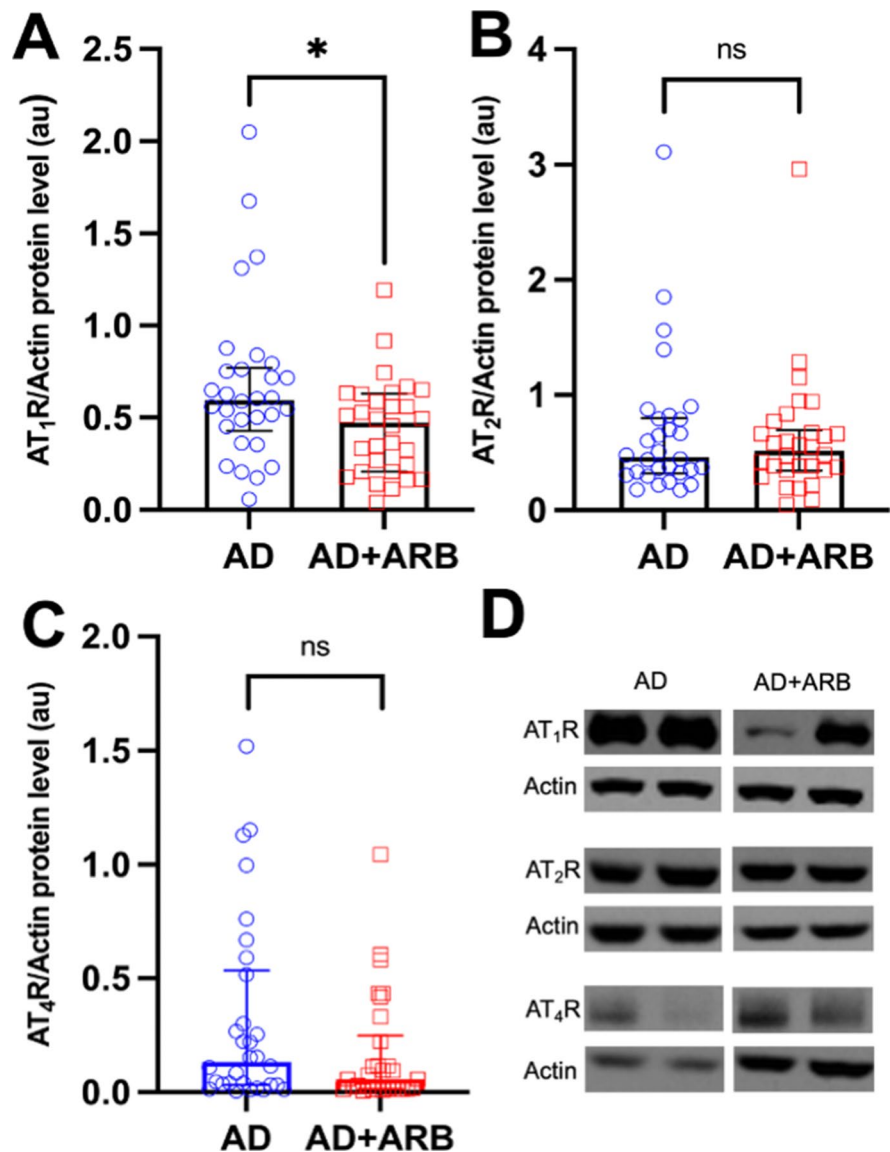 A
AT₁R/Actin protein level (au)
2.5
2.0
1.5
1.0
0.5
0.0
*
AD
AD+ARB
B
AT₂R/Actin protein level (au)
4
3
2
1
0
ns
AD
AD+ARB
C
AT₄R/Actin protein level (au)
2.0
1.5
1.0
0.5
0.0
ns
AD
AD+ARB
D
AD AD+ARB
AT₁R
Actin
AT₂R
Actin
AT₄R
Actin